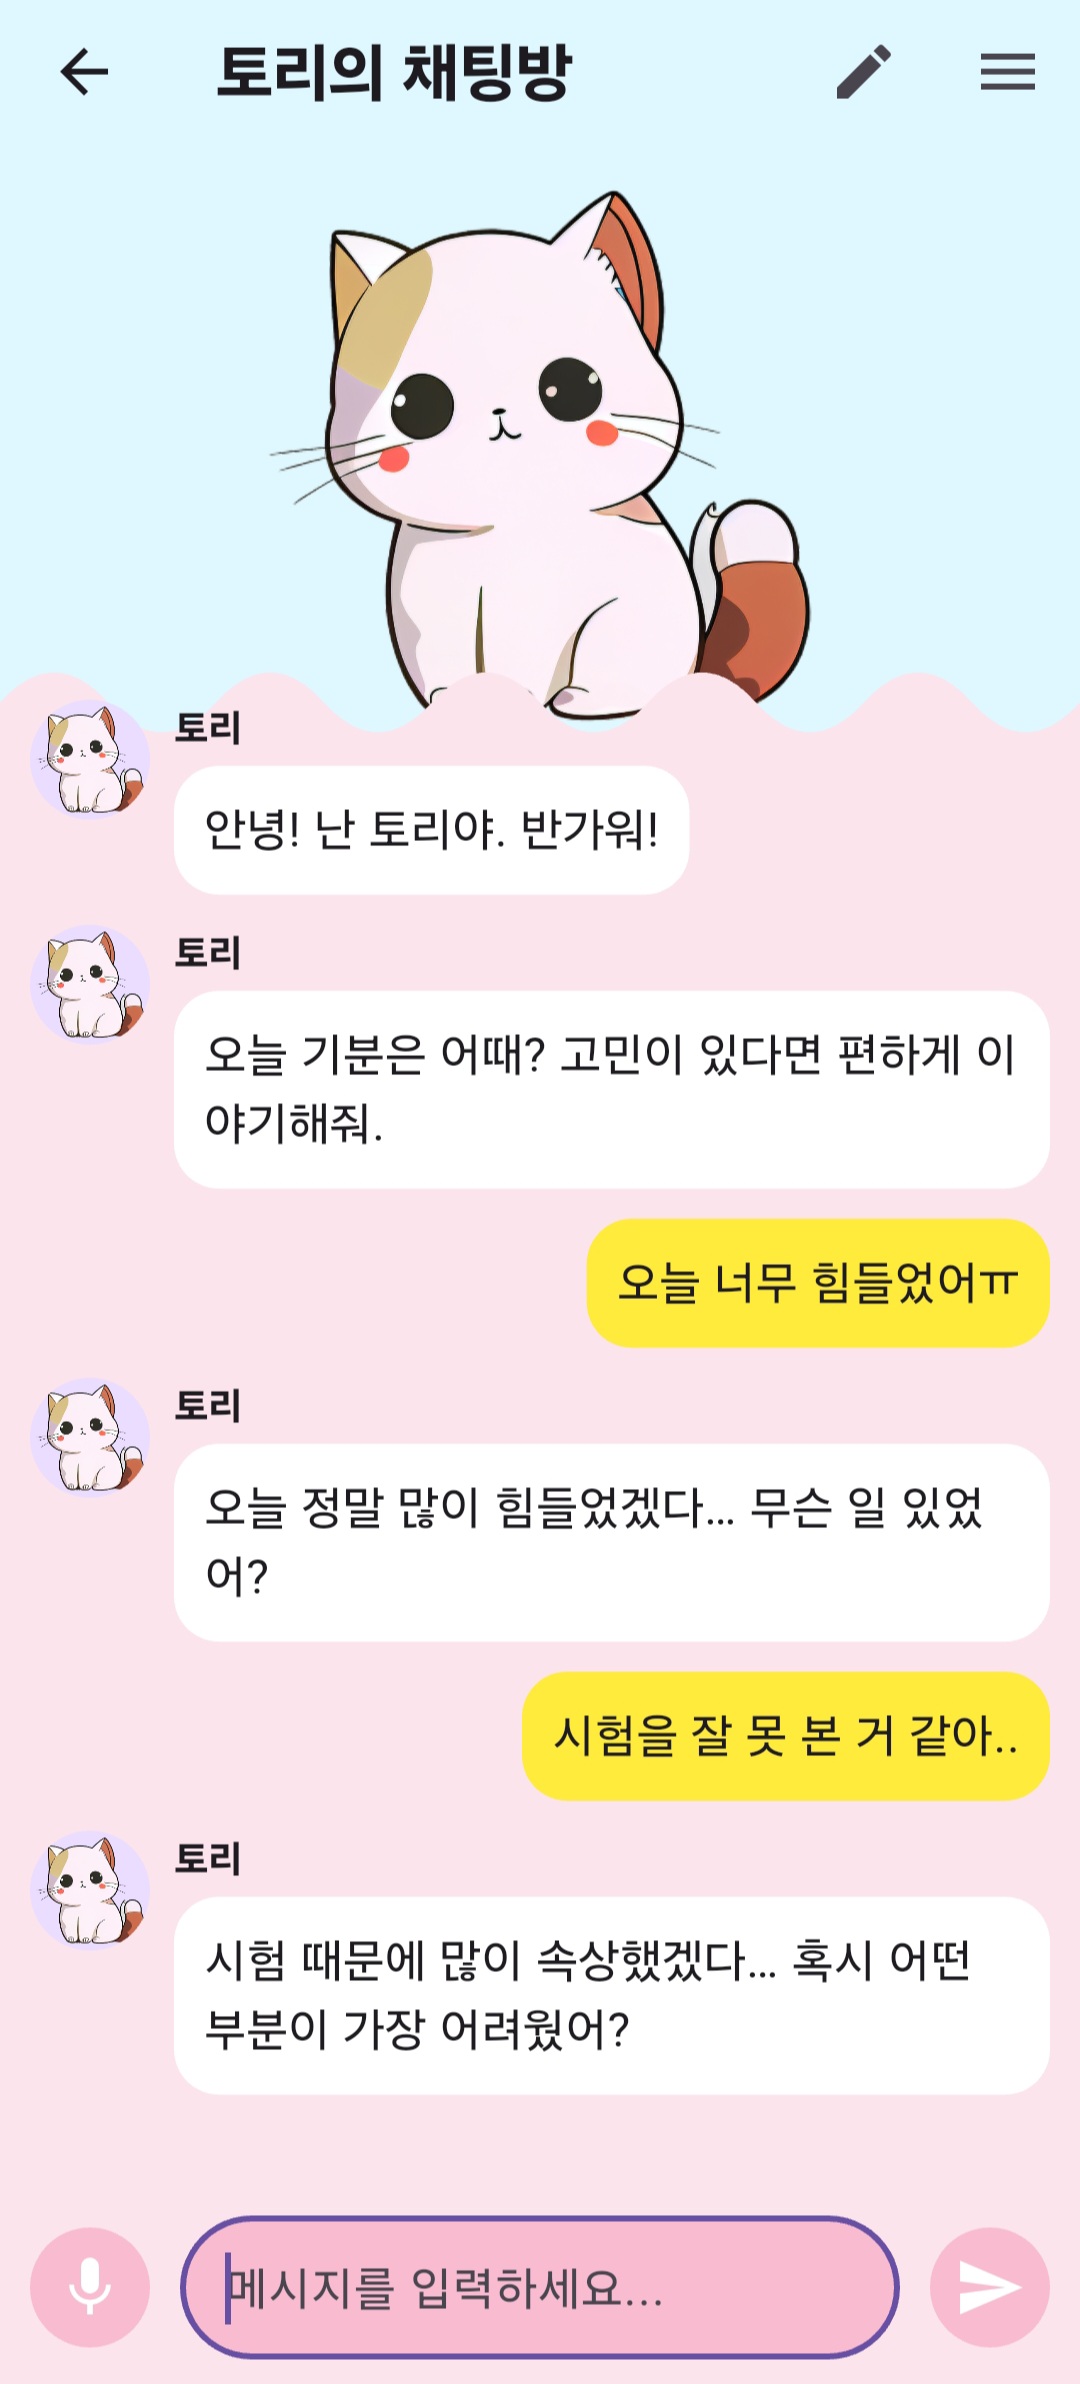 토리의 채팅방
토리
안녕! 난 토리야. 반가워!
토리
오늘 기분은 어때? 고민이 있다면 편하게 이
야기해줘.
오늘 너무 힘들었어ㅠ
토리
오늘 정말 많이 힘들었겠다... 무슨 일 있었
어?
시험을 잘 못 본 거 같아..
토리
시험 때문에 많이 속상했겠다... 혹시 어떤
부분이 가장 어려웠어?
메시지를 입력하세요...